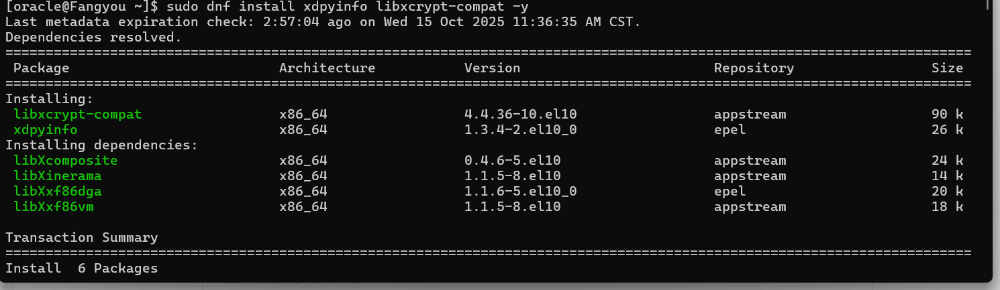 [oracle@Fangyou ~]$ sudo dnf install xdpyinfo libxcrypt-compat -y
Last metadata expiration check: 2:57:04 ago on Wed 15 Oct 2025 11:36:35 AM CST.
Dependencies resolved.
========================================================================================================================
Package Architecture Version Repository Size
========================================================================================================================
Installing:
libxcrypt-compat x86_64 4.4.36-10.el10 appstream 90 k
xdpyinfo x86_64 1.3.4-2.el10_0 epel 26 k
Installing dependencies:
libXcomposite x86_64 0.4.6-5.el10 appstream 24 k
libXinerama x86_64 1.1.5-8.el10 appstream 14 k
libXxf86dga x86_64 1.1.6-5.el10_0 epel 20 k
libXxf86vm x86_64 1.1.5-8.el10 appstream 18 k
Transaction Summary
========================================================================================================================
Install 6 Packages